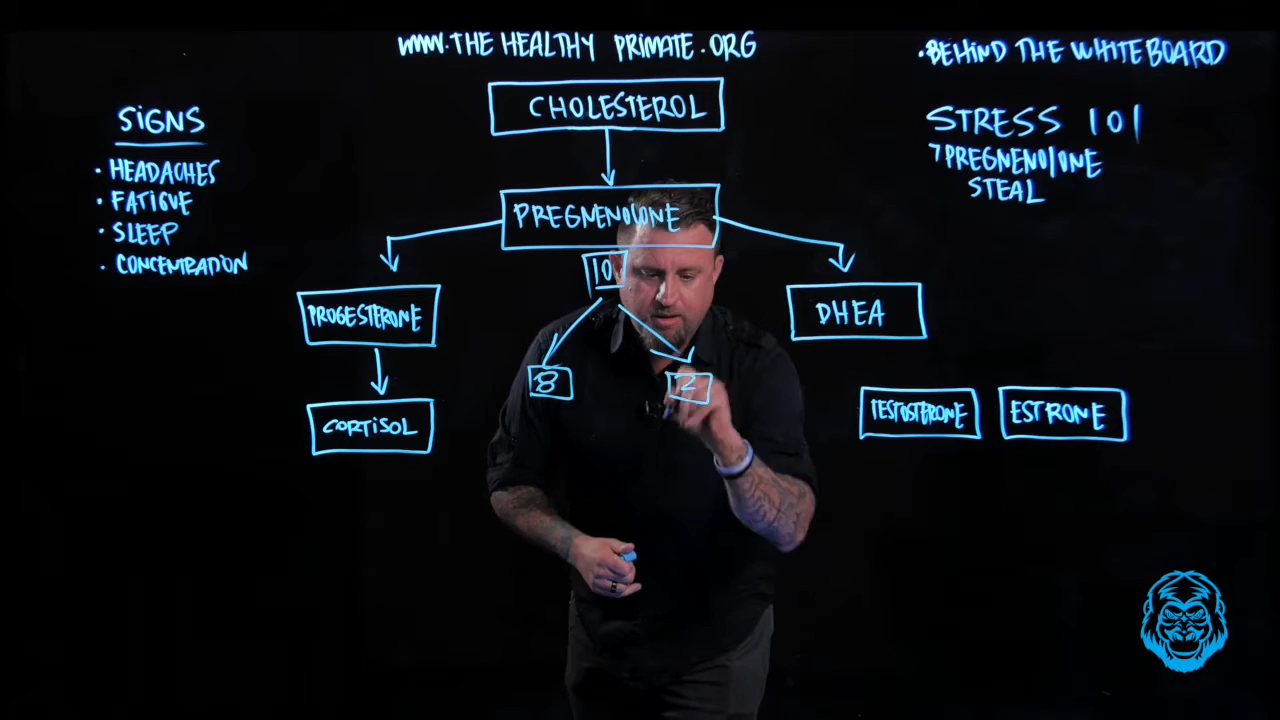 WWW.THE HEALTHY PRIMATE.ORG
• BEHIND THE WHITEBOARD
SIGNS
• HEADACHES
• FATIGUE
• SLEEP
• CONCENTRATION
CHOLESTEROL
STRESS 101
PREGNENOLONE
STEAL
PREGNENOLONE
10
PROGESTERONE
DHEA
8
2
CORTISOL
TESTOSTERONE
ESTRONE